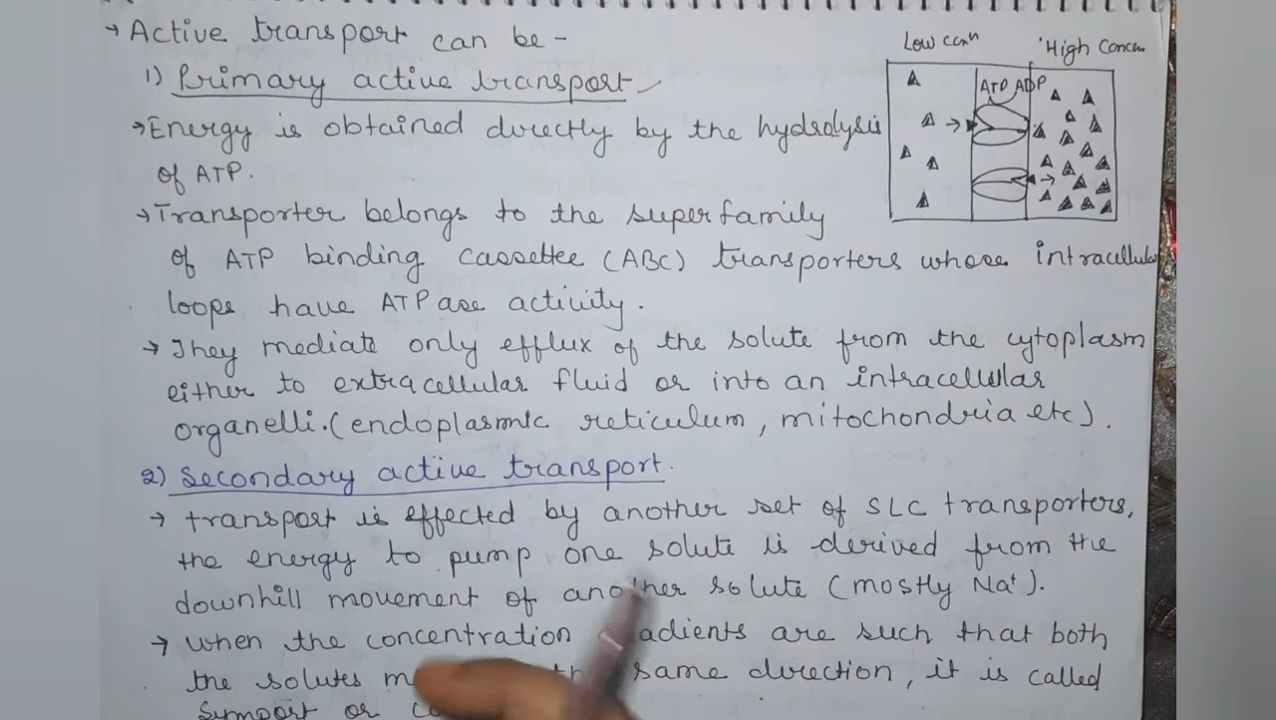 → Active transport can be -
Low conn
High Concn
1) Primary active transport
ATP ADP
→ Energy is obtained directly by the hydrolysis
of ATP.
→ Transporter belongs to the superfamily
of ATP binding cassettee (ABC) transporters whose intracellular
loops have ATPase activity.
→ They mediate only efflux of the solute from the cytoplasm
either to extracellular fluid or into an intracellular
organelli. (endoplasmic reticulum, mitochondria etc).
2) Secondary active transport.
→ transport is effected by another set of SLC transporters,
the energy to pump one solute is derived from the
downhill movement of another solute (mostly Na⁺).
→ when the concentration adients are such that both
the solutes same direction, it is called
Symport or